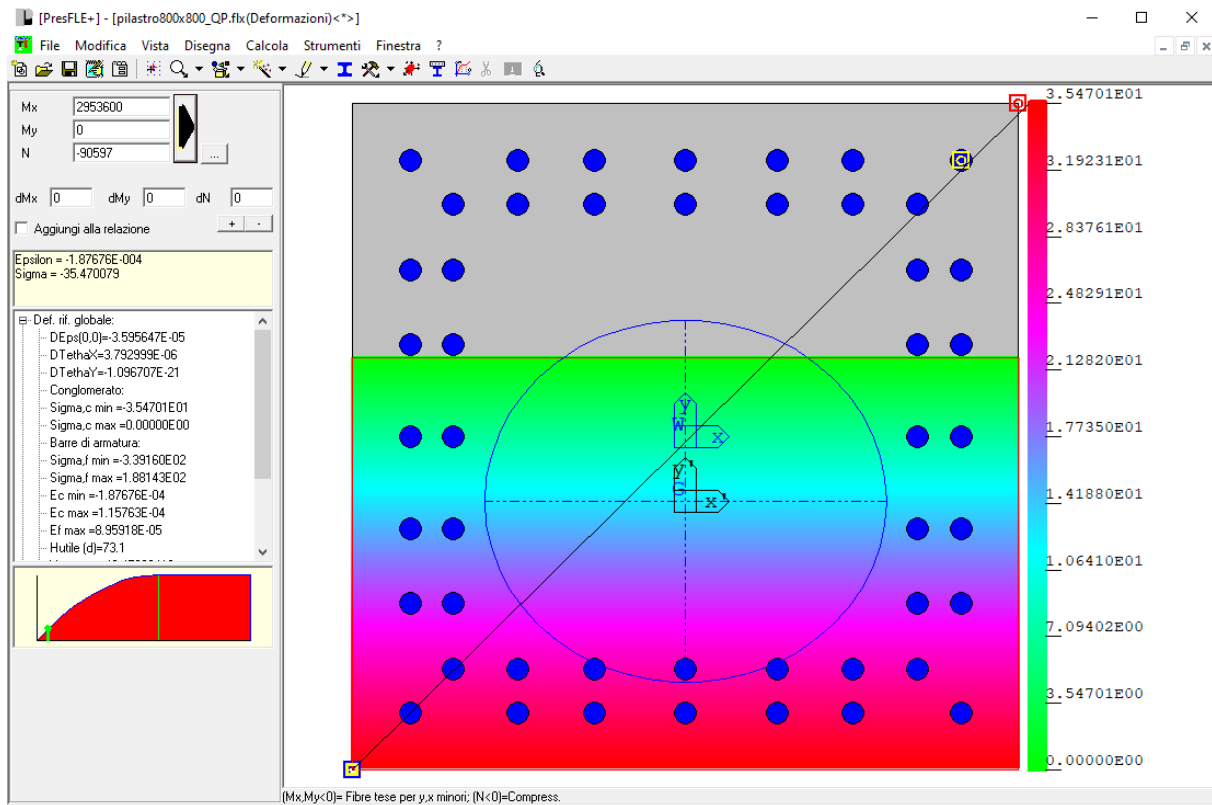 [PresFLE+] - [pilastro800x800_QP.flx(Deformazioni)<*>]
File Modifica Vista Disegna Calcola Strumenti Finestra ?
Mx 2953600
My 0
N -90597
...
dMx 0 dMy 0 dN 0
Aggiungi alla relazione + -
Epsilon = -1.87676E-004
Sigma = -35.470079
Def. rif. globale:
DEps(0,0)=-3.595647E-05
DTethaX=3.792999E-06
DTethaY=-1.096707E-21
Conglomerato:
Sigma,c min =-3.54701E01
Sigma,c max =0.00000E00
Barre di armatura:
Sigma,f min =-3.39160E02
Sigma,f max =1.88143E02
Ec min =-1.87676E-04
Ec max =1.15763E-04
Ef max =8.95918E-05
Hutile (d)=73.1
y
W
x
y
G
x
3.54701E01
3.19231E01
2.83761E01
2.48291E01
2.12820E01
1.77350E01
1.41880E01
1.06410E01
7.09402E00
3.54701E00
0.00000E00
(Mx,My<0)= Fibre tese per y,x minori; (N<0)=Compress.